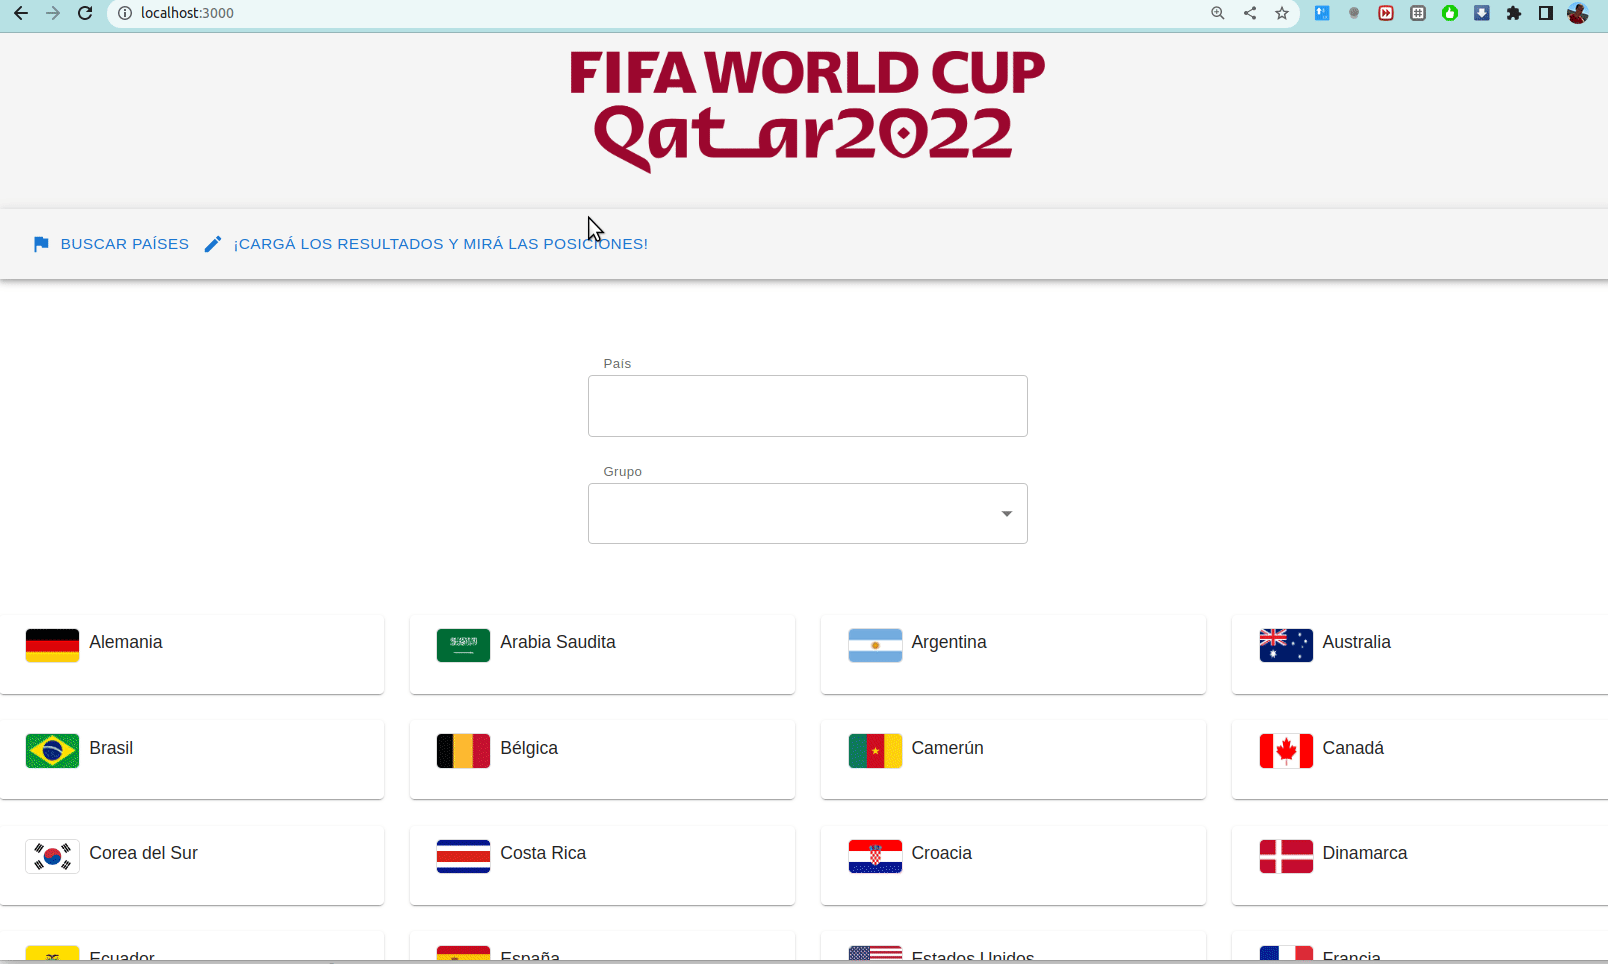 localhost:3000
FIFA WORLD CUP
Qatar2022
BUSCAR PAÍSES ¡CARGÁ LOS RESULTADOS Y MIRÁ LAS POSICIONES!
País
Grupo
Alemania Arabia Saudita Argentina Australia
Brasil Bélgica Camerún Canadá
Corea del Sur Costa Rica Croacia Dinamarca
Ecuador España Estados Unidos Francia